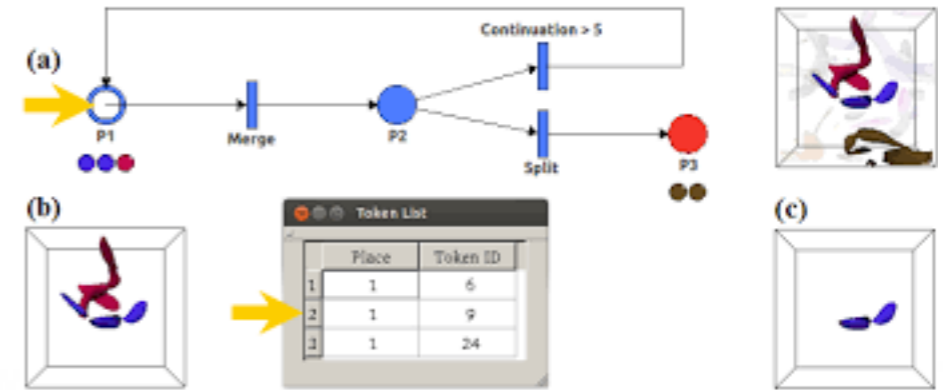 Continuation > 5
(a)
P1
Merge
P2
Split
P3
(b)
Token List
(c)
Place Token ID
1 1 6
2 1 9
3 1 24